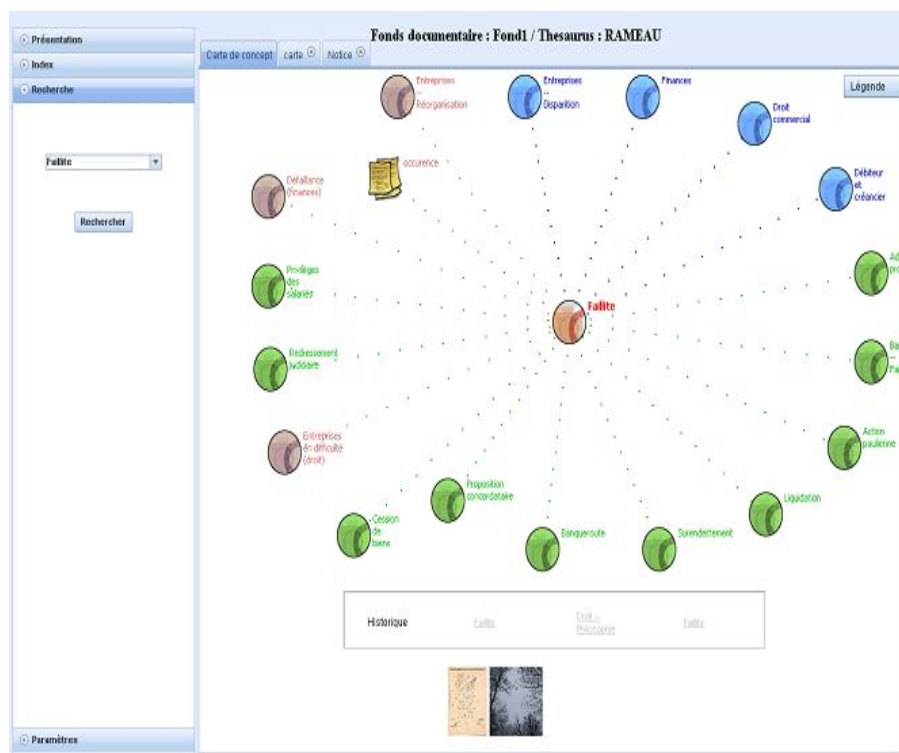 Fonds documentaire : Fond1 / Thesaurus : RAMEAU
Présentation
Index
Recherche
Faillite
Rechercher
Paramètres
Carte de concept
carte
Notice
Légende
Entreprises
--
Réorganisation
Entreprises
--
Disparition
Finances
Droit
commercial
Débiteur
et
créancier
occurence
Défaillance
(finances)
Privilèges
des
salariés
Redressement
judiciaire
Entreprises
en difficulté
(droit)
Faillite
Action
paulienne
Liquidation
Surendettement
Banqueroute
Proposition
concordataire
Cession
de
biens
Historique
Faillite
Droit --
Philosophie
Faillite